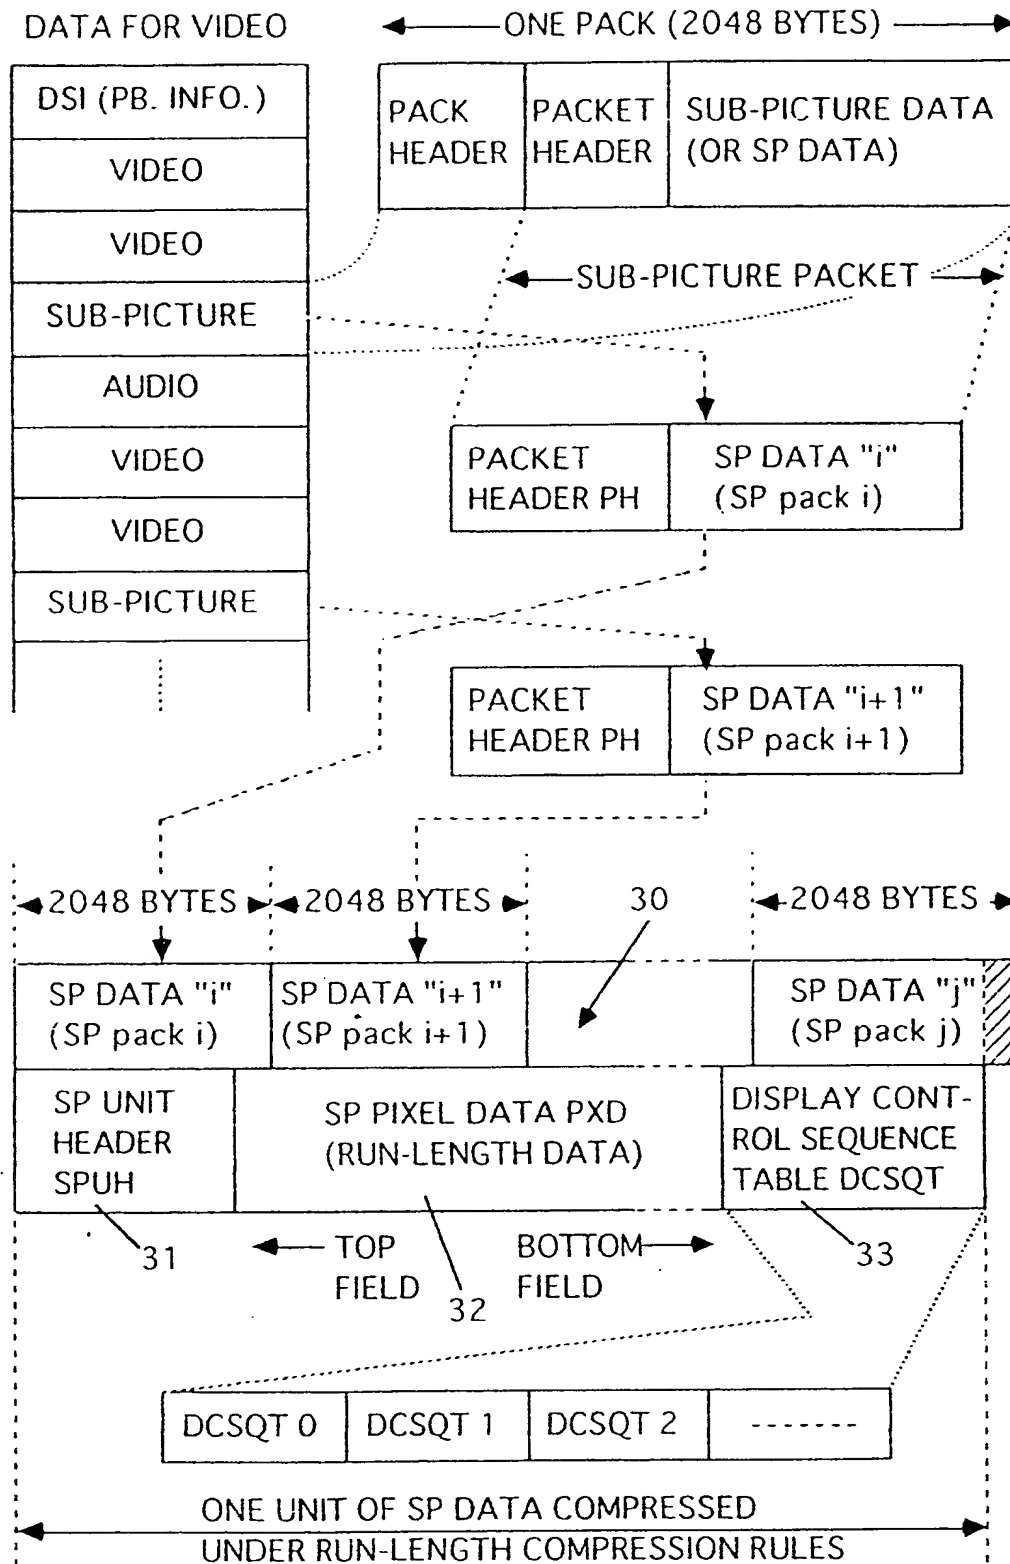 DATA FOR VIDEO
ONE PACK (2048 BYTES)
DSI (PB. INFO.)
VIDEO
VIDEO
SUB-PICTURE
AUDIO
VIDEO
VIDEO
SUB-PICTURE
PACK
HEADER
PACKET
HEADER
SUB-PICTURE DATA
(OR SP DATA)
SUB-PICTURE PACKET
PACKET
HEADER PH
SP DATA "i"
(SP pack i)
PACKET
HEADER PH
SP DATA "i+1"
(SP pack i+1)
2048 BYTES
2048 BYTES
30
2048 BYTES
SP DATA "i"
(SP pack i)
SP DATA "i+1"
(SP pack i+1)
SP DATA "j"
(SP pack j)
SP UNIT
HEADER
SPUH
SP PIXEL DATA PXD
(RUN-LENGTH DATA)
DISPLAY CONT-
ROL SEQUENCE
TABLE DCSQT
31
TOP
FIELD
32
BOTTOM
FIELD
33
DCSQT 0
DCSQT 1
DCSQT 2
ONE UNIT OF SP DATA COMPRESSED
UNDER RUN-LENGTH COMPRESSION RULES